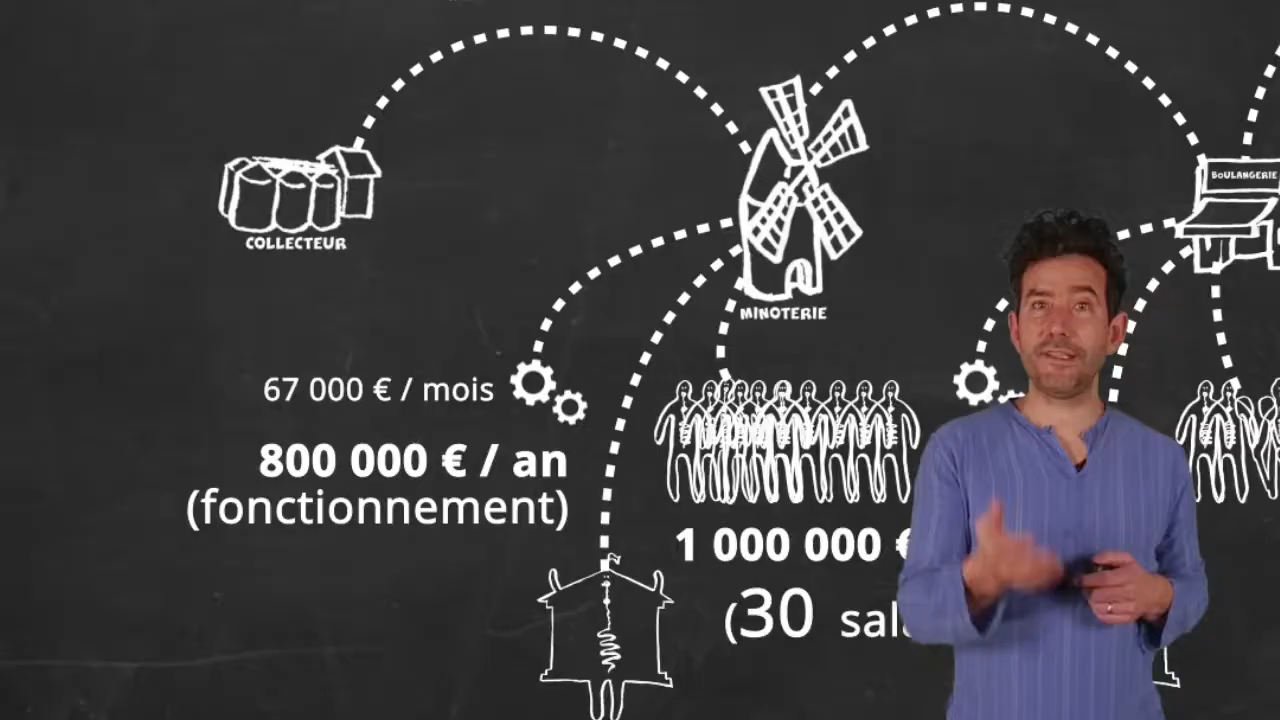 BOULANGERIE
COLLECTEUR
MINOTERIE
67 000 € / mois
800 000 € / an
(fonctionnement)
1 000 000 €
(30